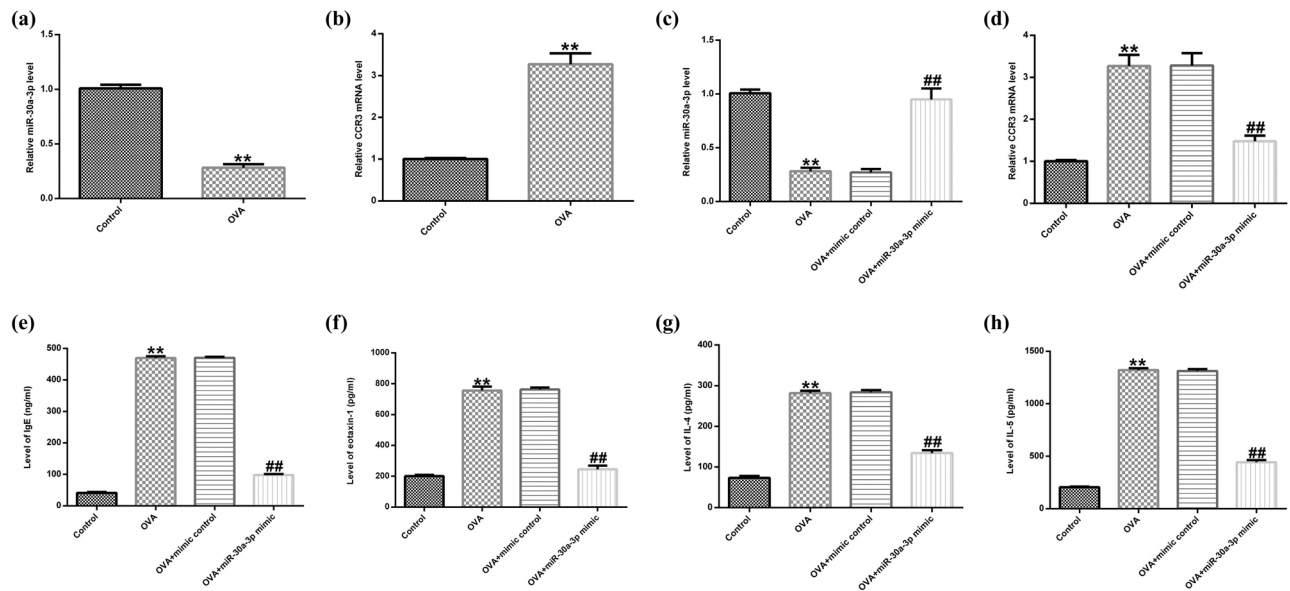 (a)
Relative miR-30a-3p level
1.5
1.0
0.5
0.0
**
Control
OVA
(b)
Relative CCR3 mRNA level
4
3
2
1
0
**
Control
OVA
(c)
Relative miR-30a-3p level
1.5
1.0
0.5
0.0
**
##
Control
OVA
OVA+mimic control
OVA+miR-30a-3p mimic
(d)
Relative CCR3 mRNA level
4
3
2
1
0
**
##
Control
OVA
OVA+mimic control
OVA+miR-30a-3p mimic
(e)
Level of IgE (ng/ml)
500
400
300
200
100
0
**
##
Control
OVA
OVA+mimic control
OVA+miR-30a-3p mimic
(f)
Level of eotaxin-1 (pg/ml)
1000
800
600
400
200
0
**
##
Control
OVA
OVA+mimic control
OVA+miR-30a-3p mimic
(g)
Level of IL-4 (pg/ml)
400
300
200
100
0
**
##
Control
OVA
OVA+mimic control
OVA+miR-30a-3p mimic
(h)
Level of IL-5 (pg/ml)
1500
1000
500
0
**
##
Control
OVA
OVA+mimic control
OVA+miR-30a-3p mimic